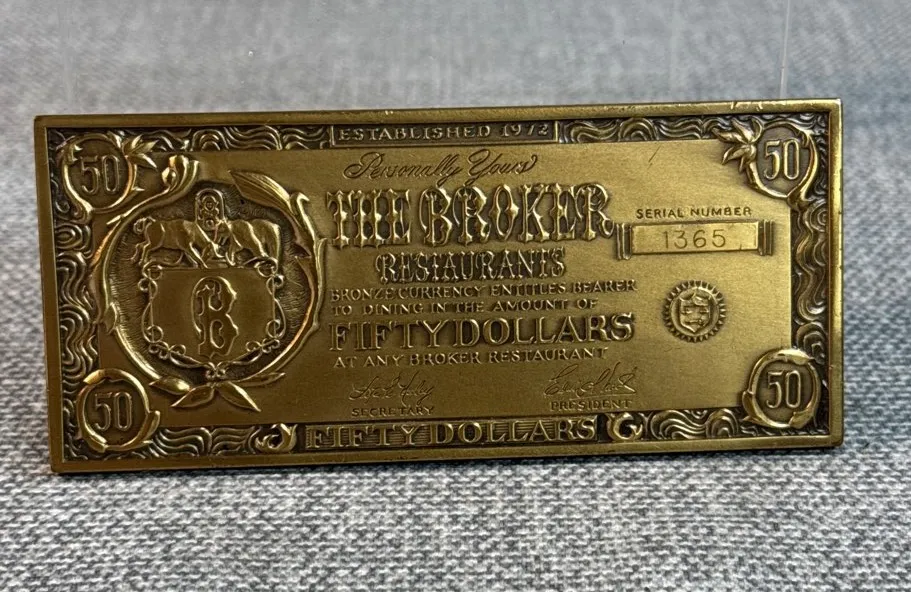 ESTABLISHED 1972
50
50
Personally Yours
THE BROKER
RESTAURANTS
SERIAL NUMBER
1365
B
BRONZE CURRENCY ENTITLES BEARER
TO DINING IN THE AMOUNT OF
FIFTY DOLLARS
AT ANY BROKER RESTAURANT
SECRETARY
PRESIDENT
50
50
FIFTY DOLLARS